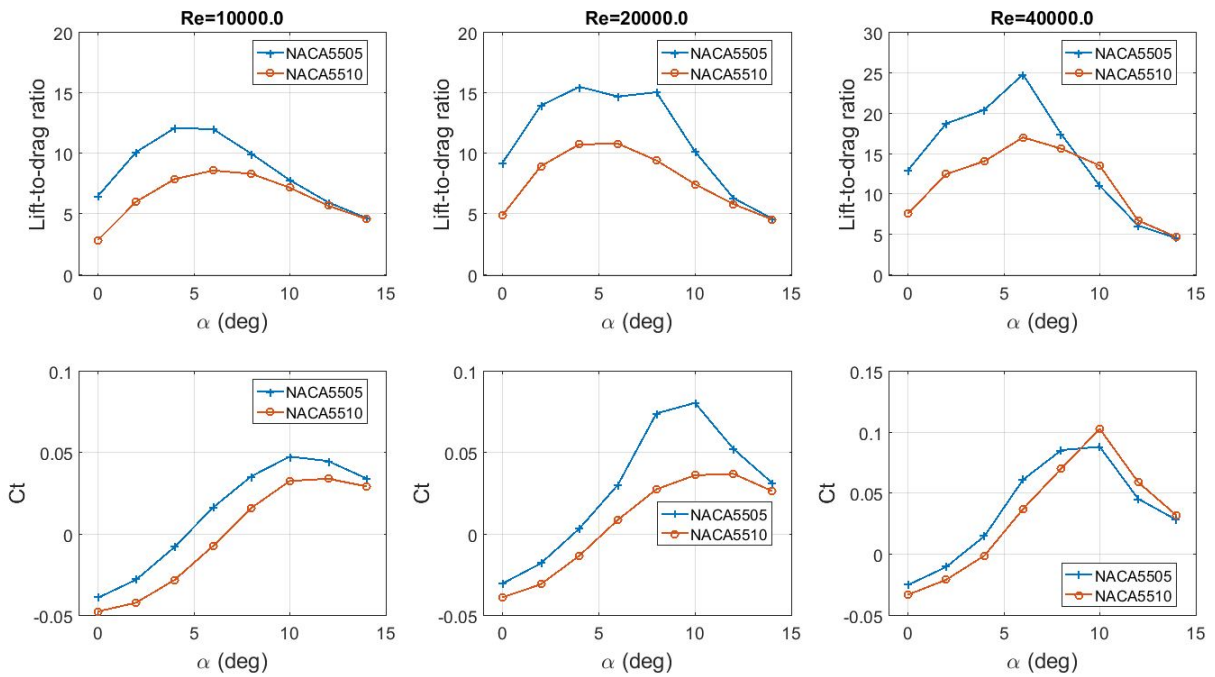 Re=10000.0
Lift-to-drag ratio
20
15
10
5
0
0 5 10 15
α (deg)
NACA5505
NACA5510
Re=20000.0
Lift-to-drag ratio
20
15
10
5
0
0 5 10 15
α (deg)
NACA5505
NACA5510
Re=40000.0
Lift-to-drag ratio
30
25
20
15
10
5
0
0 5 10 15
α (deg)
NACA5505
NACA5510
Ct
0.1
0.05
0
-0.05
0 5 10 15
α (deg)
NACA5505
NACA5510
Ct
0.1
0.05
0
-0.05
0 5 10 15
α (deg)
NACA5505
NACA5510
Ct
0.15
0.1
0.05
0
-0.05
0 5 10 15
α (deg)
NACA5505
NACA5510